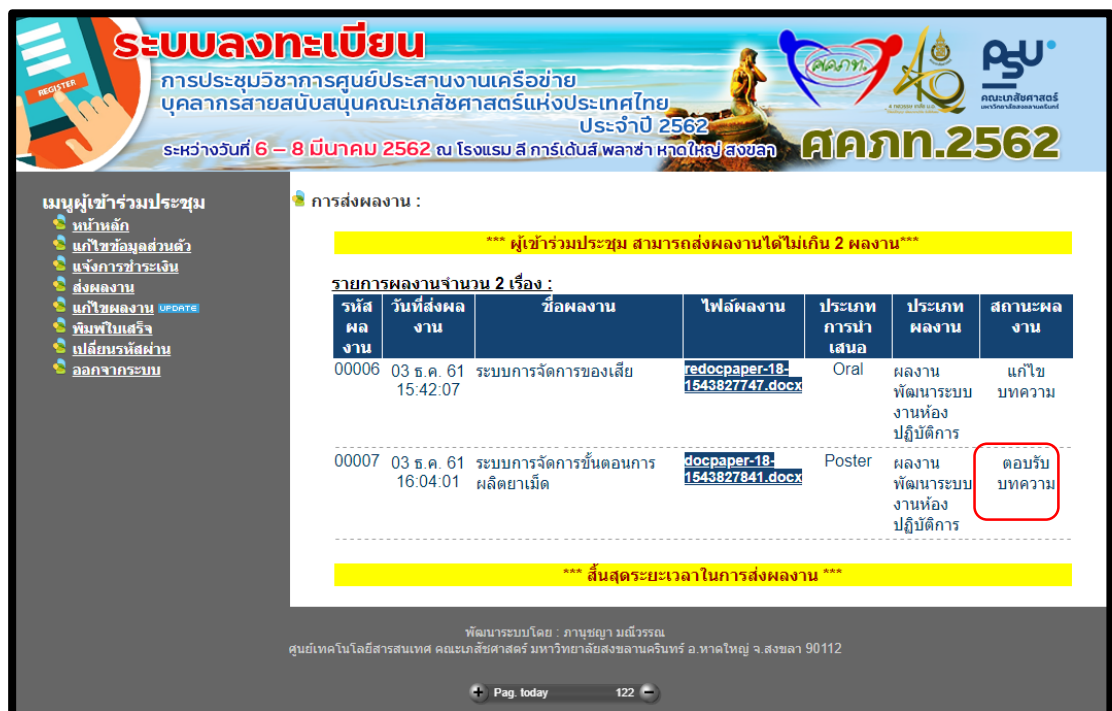 REGISTER
ระบบลงทะเบียน
การประชุมวิชาการศูนย์ประสานงานเครือข่าย
บุคลากรสายสนับสนุนคณะเภสัชศาสตร์แห่งประเทศไทย
ประจำปี 2562
ระหว่างวันที่ 6 – 8 มีนาคม 2562 ณ โรงแรม ลี การ์เด้นส์ พลาซ่า หาดใหญ่ สงขลา
ศคภท.
PSU
คณะเภสัชศาสตร์
ศคภท.2562
เมนูผู้เข้าร่วมประชุม
หน้าหลัก
แก้ไขข้อมูลส่วนตัว
แจ้งการชำระเงิน
ส่งผลงาน
แก้ไขผลงาน UPDATE
พิมพ์ใบเสร็จ
เปลี่ยนรหัสผ่าน
ออกจากระบบ
การส่งผลงาน :
*** ผู้เข้าร่วมประชุม สามารถส่งผลงานได้ไม่เกิน 2 ผลงาน***
รายการผลงานจำนวน 2 เรื่อง :
รหัส วันที่ส่งผล ชื่อผลงาน ไฟล์ผลงาน ประเภท ประเภท สถานะผล
ผล งาน การนำ ผลงาน งาน
งาน เสนอ
00006 03 ธ.ค. 61 ระบบการจัดการของเสีย redocpaper-18- Oral ผลงาน แก้ไข
15:42:07 1543827747.docx พัฒนาระบบ บทความ
งานห้อง
ปฏิบัติการ
00007 03 ธ.ค. 61 ระบบการจัดการขั้นตอนการ docpaper-18- Poster ผลงาน ตอบรับ
16:04:01 ผลิตยาเม็ด 1543827841.docx พัฒนาระบบ บทความ
งานห้อง
ปฏิบัติการ
*** สิ้นสุดระยะเวลาในการส่งผลงาน ***
พัฒนาระบบโดย : ภานุชญา มณีวรรณ
ศูนย์เทคโนโลยีสารสนเทศ คณะเภสัชศาสตร์ มหาวิทยาลัยสงขลานครินทร์ อ.หาดใหญ่ จ.สงขลา 90112
Pag. today 122